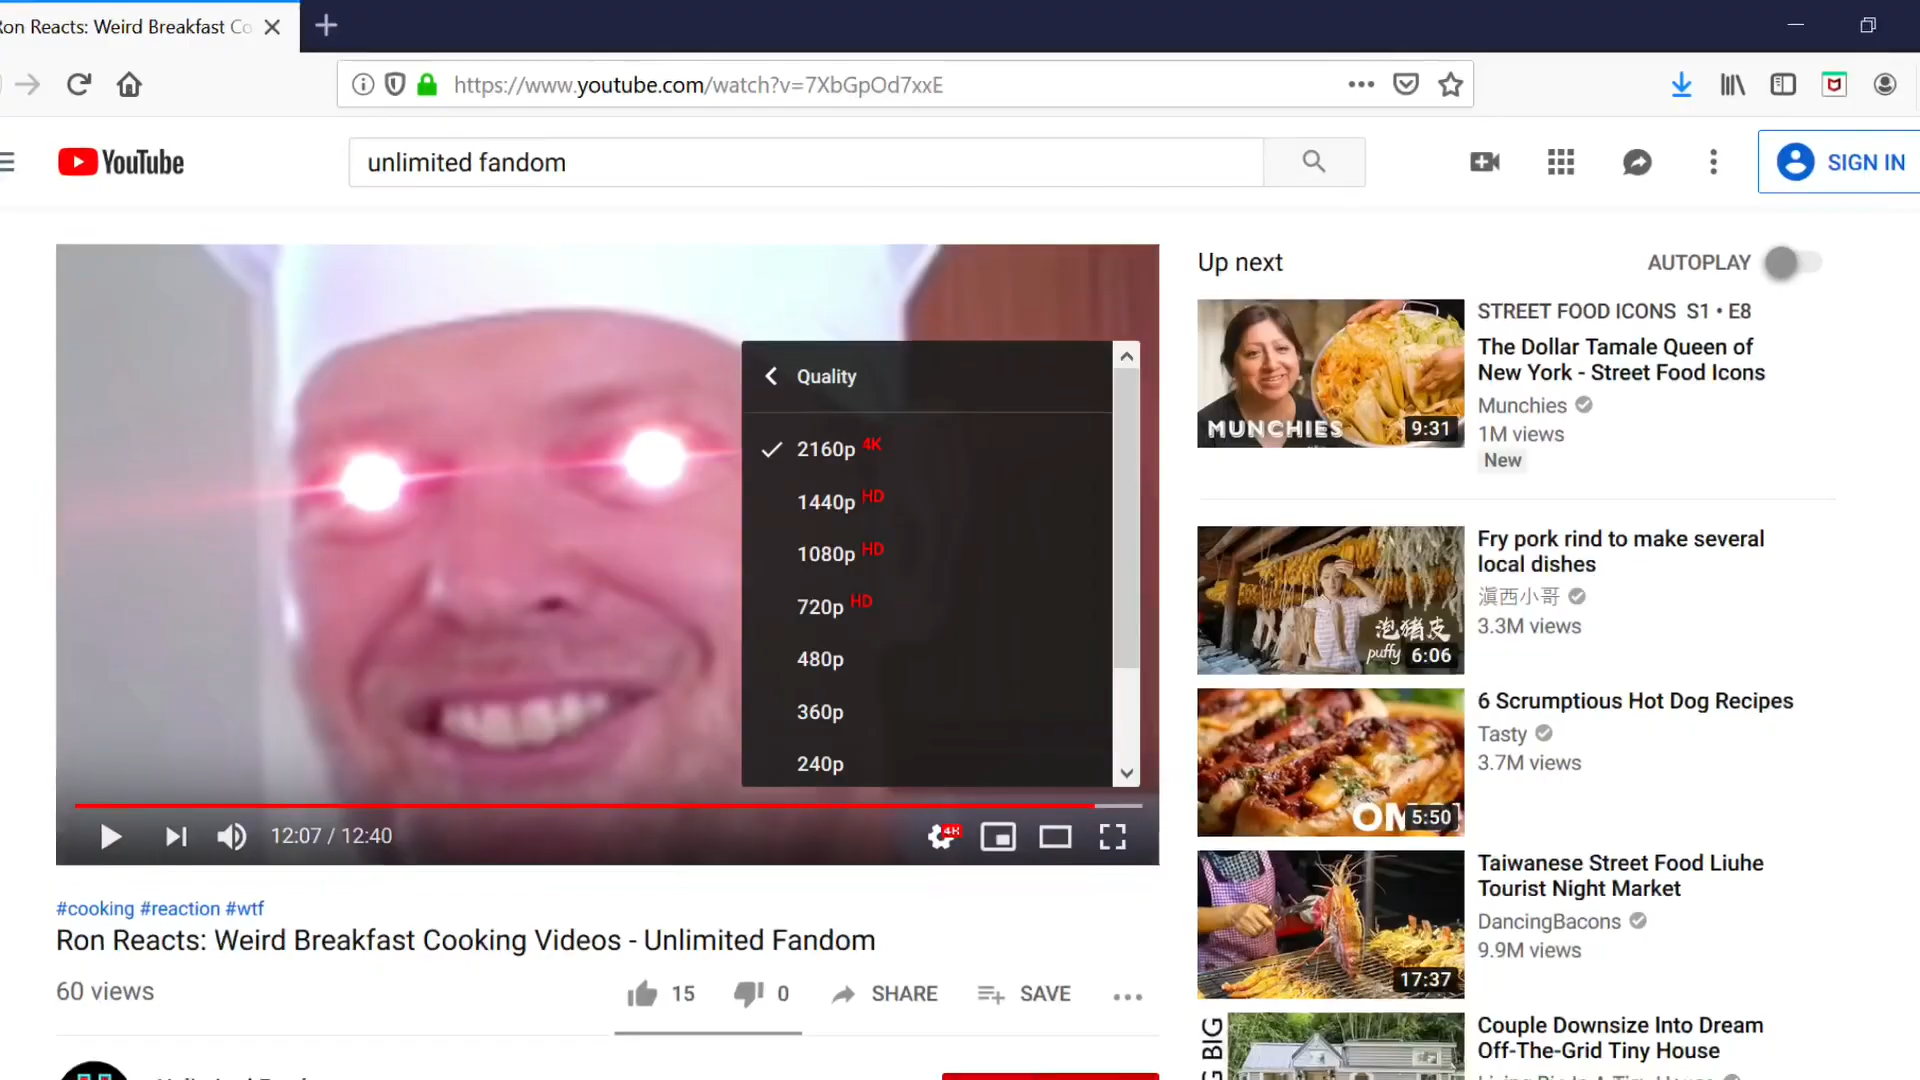 Ron Reacts: Weird Breakfast Co
https://www.youtube.com/watch?v=7XbGpOd7xxE
YouTube
unlimited fandom
SIGN IN
Quality
2160p 4K
1440p HD
1080p HD
720p HD
480p
360p
240p
12:07 / 12:40
4K
#cooking #reaction #wtf
Ron Reacts: Weird Breakfast Cooking Videos - Unlimited Fandom
60 views
15
0
SHARE
SAVE
Up next
AUTOPLAY
MUNCHIES
9:31
STREET FOOD ICONS S1 • E8
The Dollar Tamale Queen of
New York - Street Food Icons
Munchies
1M views
New
泡猪皮
puffy
6:06
Fry pork rind to make several
local dishes
滇西小哥
3.3M views
5:50
6 Scrumptious Hot Dog Recipes
Tasty
3.7M views
17:37
Taiwanese Street Food Liuhe
Tourist Night Market
DancingBacons
9.9M views
BIG
Couple Downsize Into Dream
Off-The-Grid Tiny House